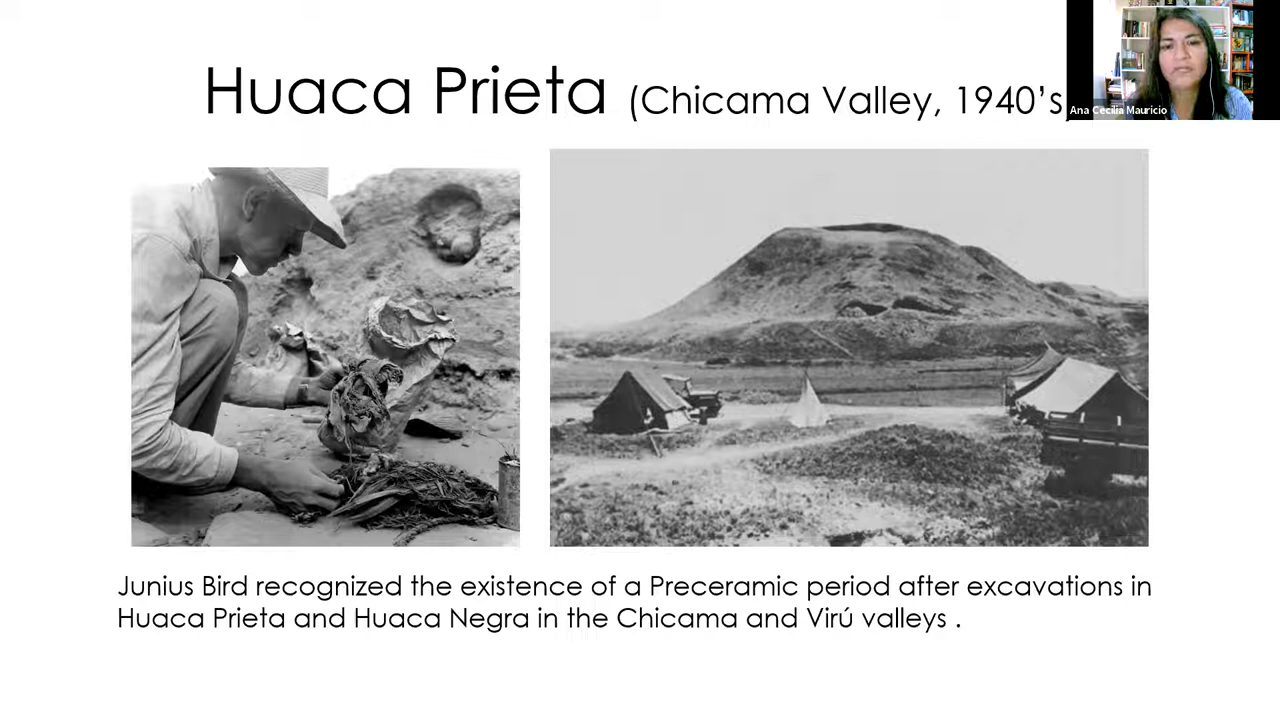 Huaca Prieta (Chicama Valley, 1940's)
Ana Cecilia Mauricio
Junius Bird recognized the existence of a Preceramic period after excavations in
Huaca Prieta and Huaca Negra in the Chicama and Virú valleys .